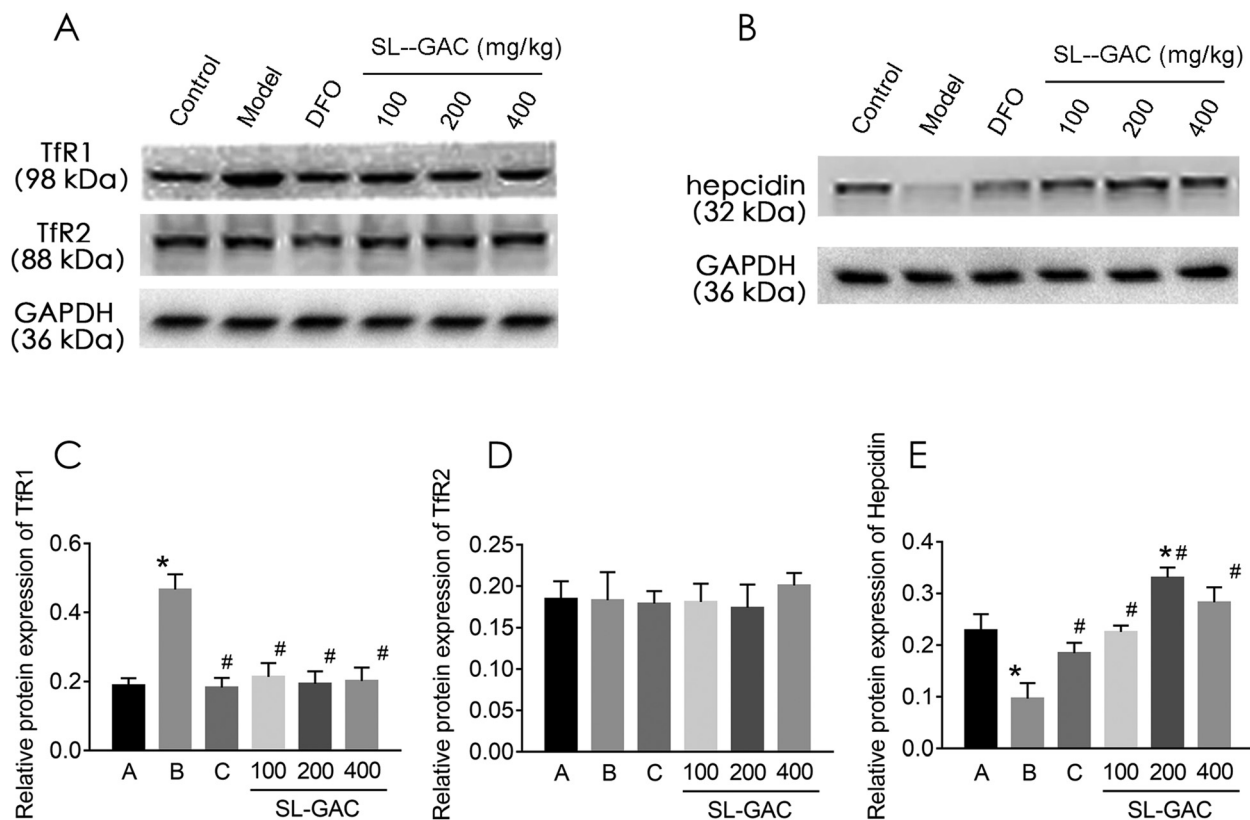 A
SL--GAC (mg/kg)
Control
Model
DFO
100
200
400
TfR1
(98 kDa)
TfR2
(88 kDa)
GAPDH
(36 kDa)
B
SL--GAC (mg/kg)
Control
Model
DFO
100
200
400
hepcidin
(32 kDa)
GAPDH
(36 kDa)
C
Relative protein expression of TfR1
0.6
0.4
0.2
0.0
*
#
#
#
#
A B C 100 200 400
SL-GAC
D
Relative protein expression of TfR2
0.25
0.20
0.15
0.10
0.05
0.00
A B C 100 200 400
SL-GAC
E
Relative protein expression of Hepcidin
0.4
0.3
0.2
0.1
0.0
*
#
#
*#
#
A B C 100 200 400
SL-GAC